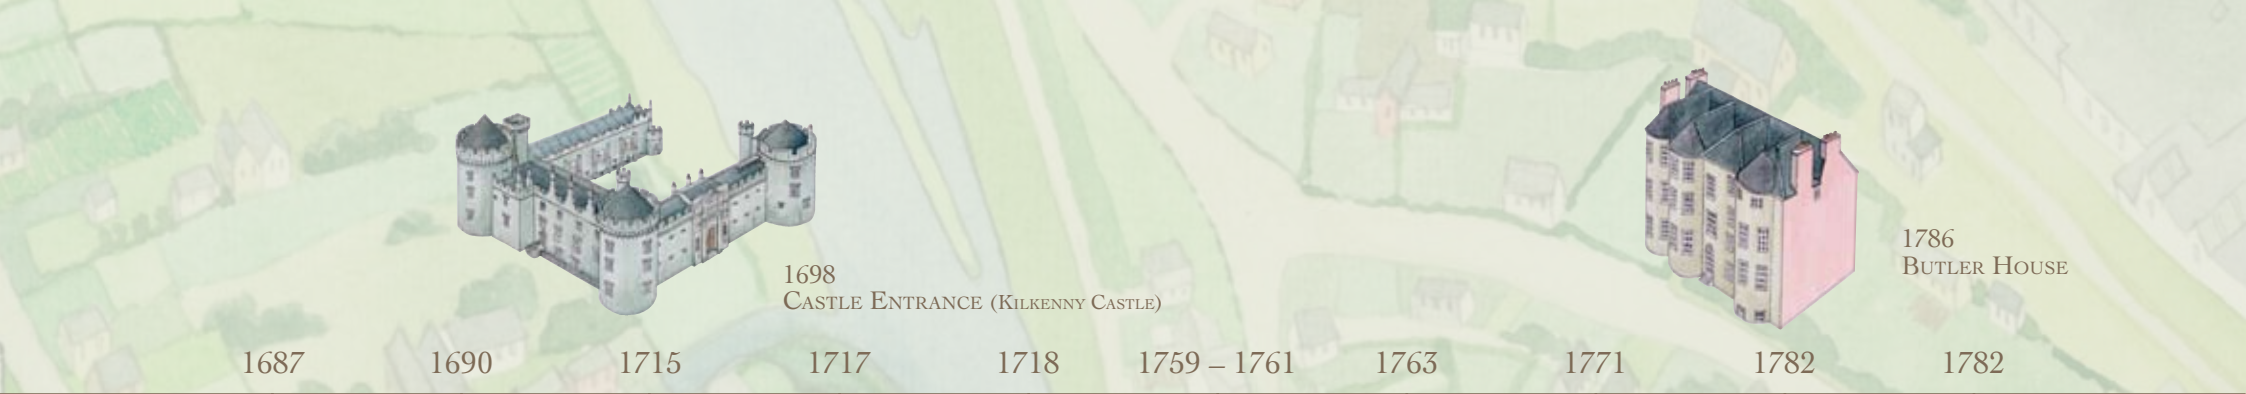 1786
Butler House
1698
Castle Entrance (Kilkenny Castle)
1687 1690 1715 1717 1718 1759 – 1761 1763 1771 1782 1782